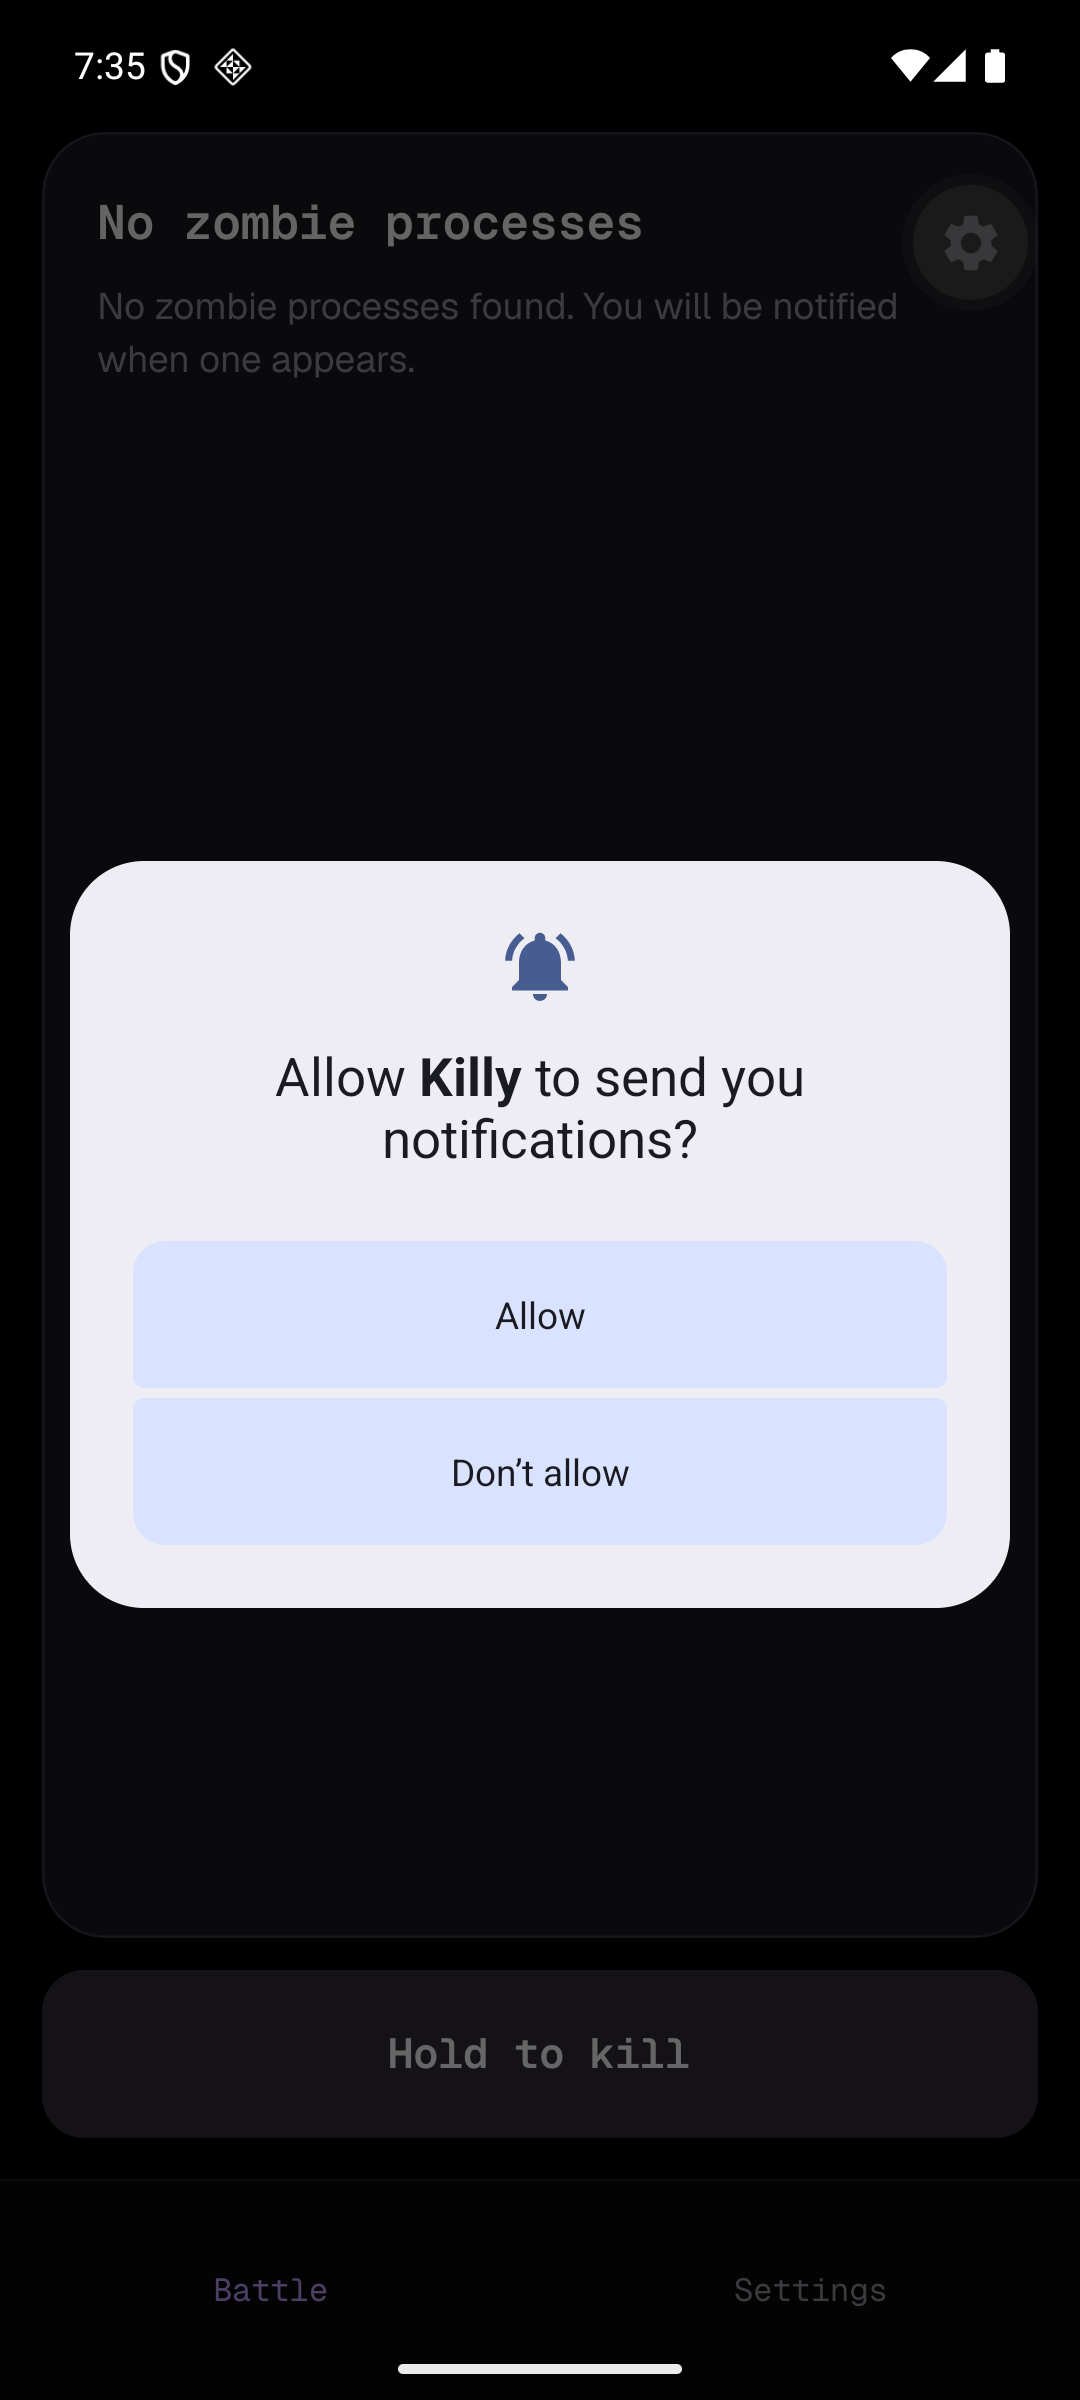 7:35
No zombie processes
No zombie processes found. You will be notified
when one appears.
Allow Killy to send you
notifications?
Allow
Don’t allow
Hold to kill
Battle
Settings